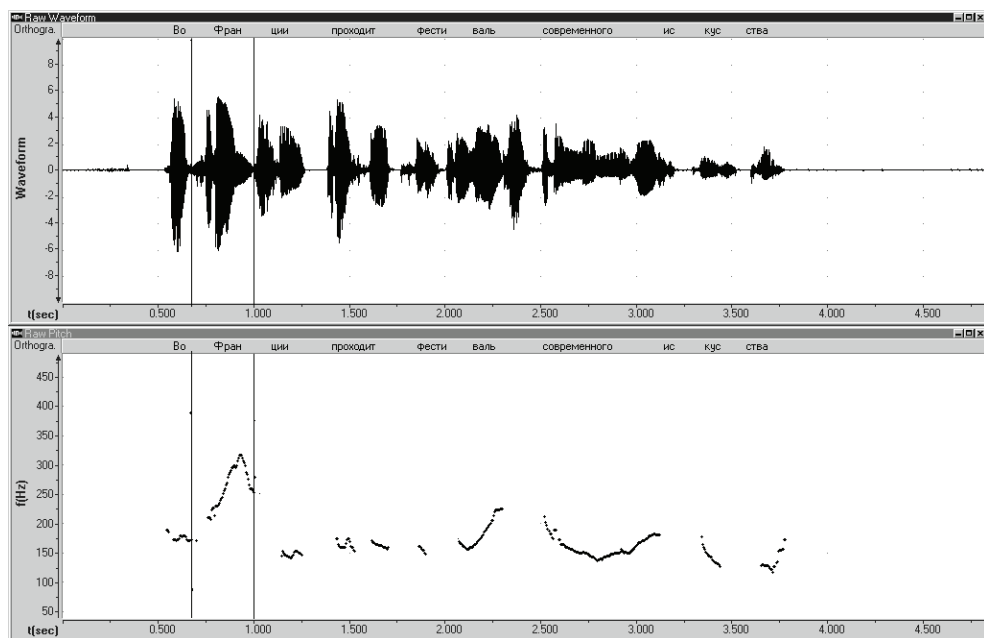 Raw Waveform
Orthogra. Во Фран ции проходит фести валь современного ис кус ства
8
6
4
2
0
-2
-4
-6
-8
Waveform
t(sec) 0.500 1.000 1.500 2.000 2.500 3.000 3.500 4.000 4.500
Raw Pitch
Orthogra. Во Фран ции проходит фести валь современного ис кус ства
450
400
350
300
250
200
150
100
50
f(Hz)
t(sec) 0.500 1.000 1.500 2.000 2.500 3.000 3.500 4.000 4.500